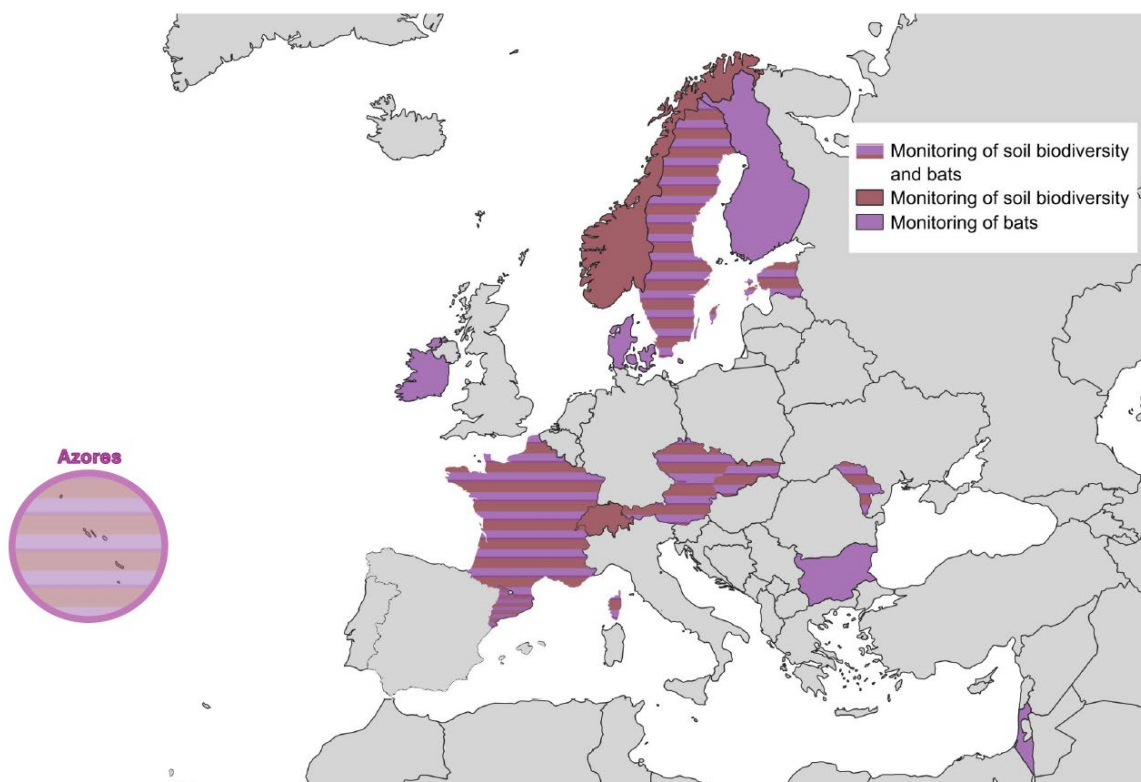 Monitoring of soil biodiversity
and bats
Monitoring of soil biodiversity
Monitoring of bats
Azores